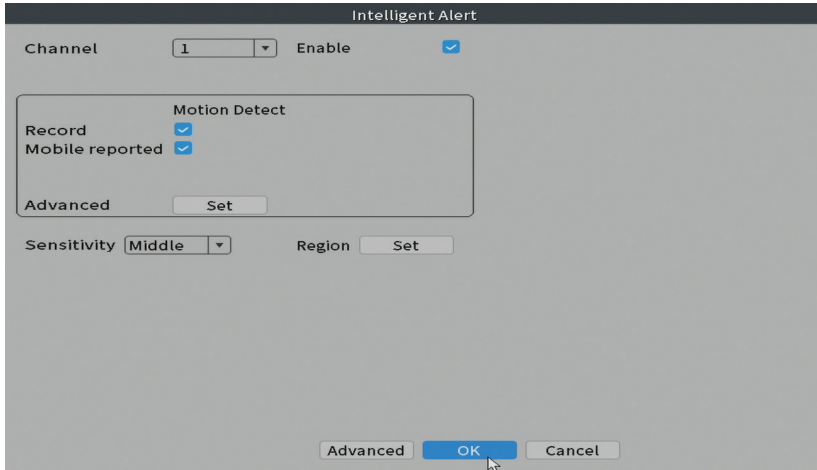 Intelligent Alert
Channel 1 Enable
Motion Detect
Record
Mobile reported
Advanced Set
Sensitivity Middle Region Set
Advanced OK Cancel